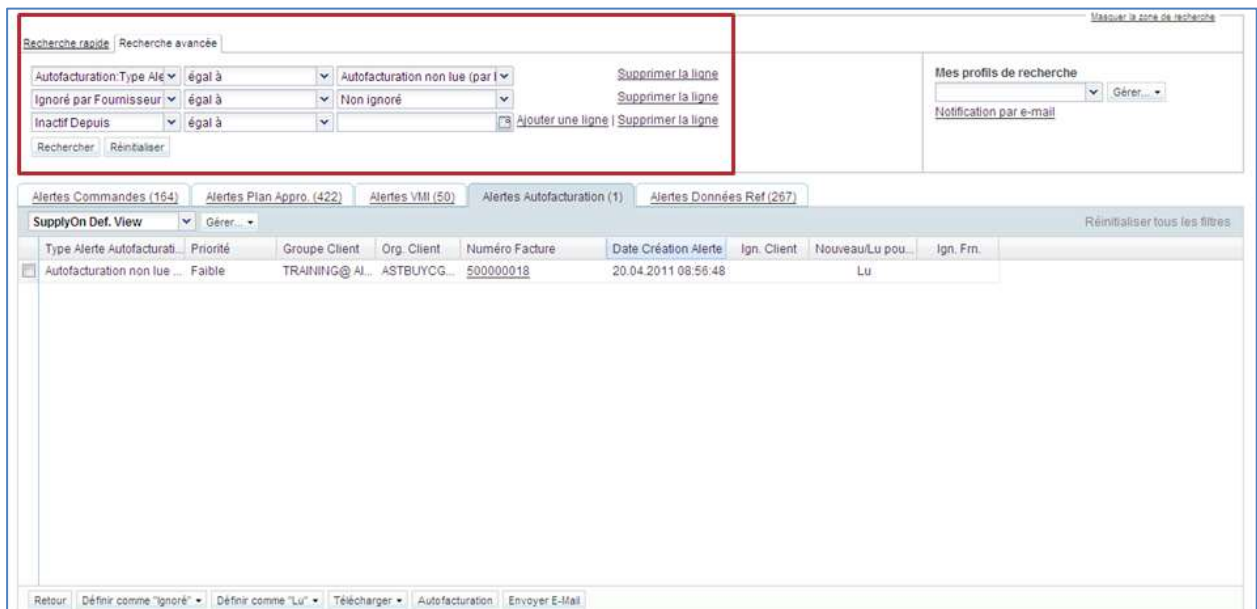 Masquer la zone de recherche
Recherche rapide Recherche avancée
Autofacturation:Type Ale égal à Autofacturation non lue (par l Supprimer la ligne
Ignoré par Fournisseur égal à Non ignoré Supprimer la ligne
Inactif Depuis égal à Ajouter une ligne | Supprimer la ligne
Rechercher Réinitialiser
Mes profils de recherche
Gérer...
Notification par e-mail
Alertes Commandes (164) Alertes Plan Appro. (422) Alertes VMI (50) Alertes Autofacturation (1) Alertes Données Ref (267)
SupplyOn Def. View Gérer... Réinitialiser tous les filtres
Type Alerte Autofacturati... Priorité Groupe Client Org. Client Numéro Facture Date Création Alerte Ign. Client Nouveau/Lu pou... Ign. Frn.
Autofacturation non lue ... Faible TRAINING@ AI... ASTBUYCG... 500000018 20.04.2011 08:56:48 Lu
Retour Définir comme "Ignoré" Définir comme "Lu" Télécharger Autofacturation Envoyer E-Mail